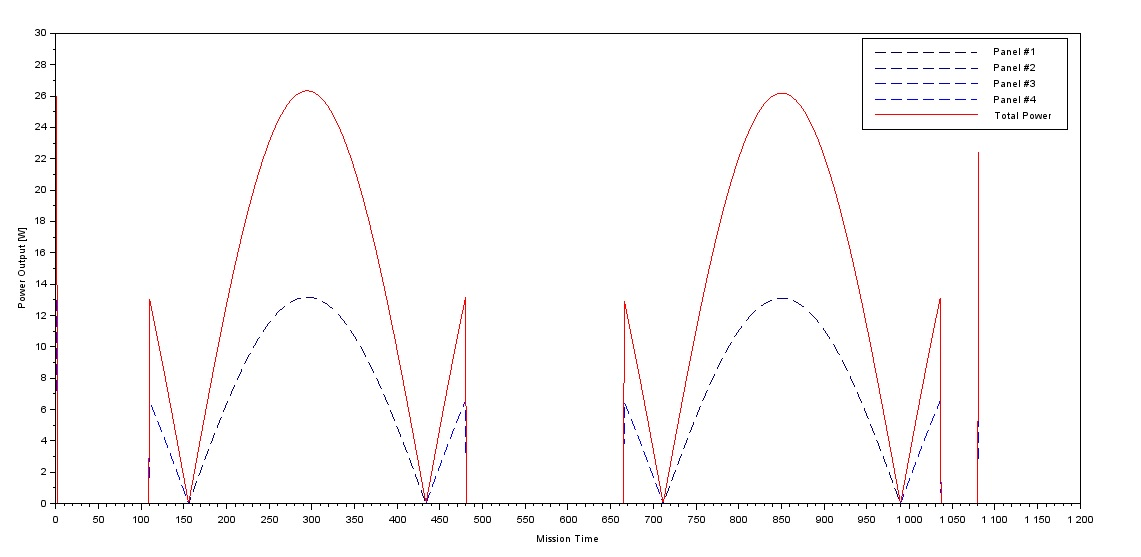 30
28
26
24
22
20
18
16
14
12
10
8
6
4
2
0
Power Output [W]
Panel #1
Panel #2
Panel #3
Panel #4
Total Power
0 50 100 150 200 250 300 350 400 450 500 550 600 650 700 750 800 850 900 950 1 000 1 050 1 100 1 150 1 200
Mission Time